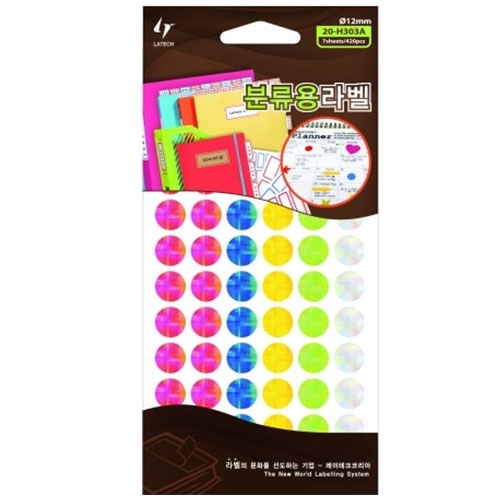 LATECH
Ø12mm
20-H303A
7sheets/420pcs
분류용라벨
Planner
라벨의 문화를 선도하는 기업 - 레이테크코리아
The New World Labelling System